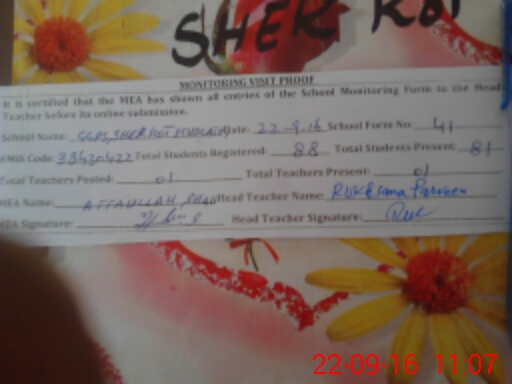 SHER KOT
MONITORING VISIT PROOF
It is certified that the MEA has shown all entries of the School Monitoring Form to the Head
Teacher before its online submission.
School Name: GGPS, SHER KOT Date: 22-9-16 School Form No: 41
EMIS Code: Total Students Registered: 88 Total Students Present: 81
Total Teachers Posted: 01 Total Teachers Present: 01
MEA Name: ATTAULLAH Head Teacher Name: Parveen
MEA Signature: Head Teacher Signature:
22-09-16 11:07